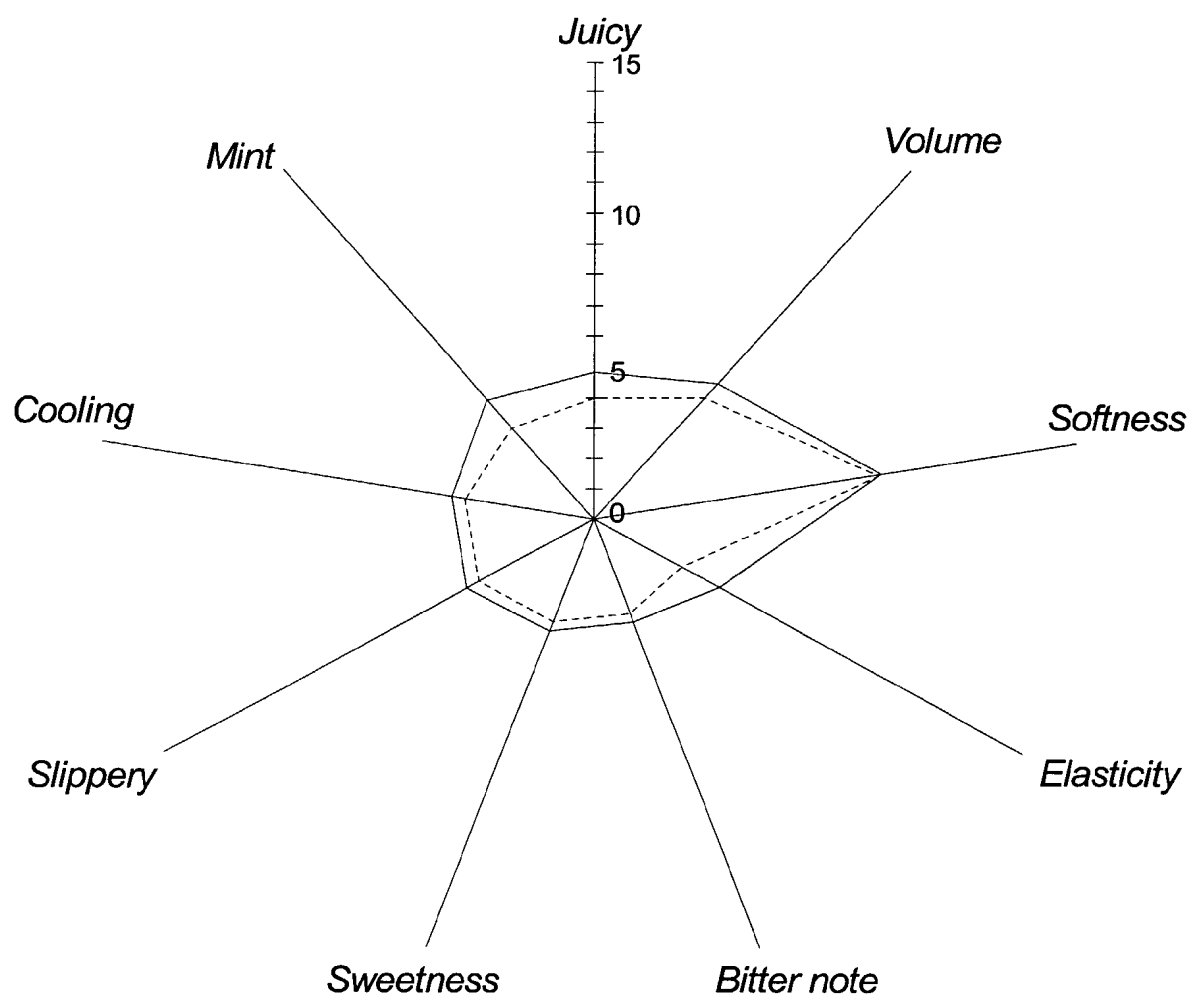 Juicy
15
Volume
Mint
10
5
Cooling
Softness
0
Slippery
Elasticity
Sweetness
Bitter note